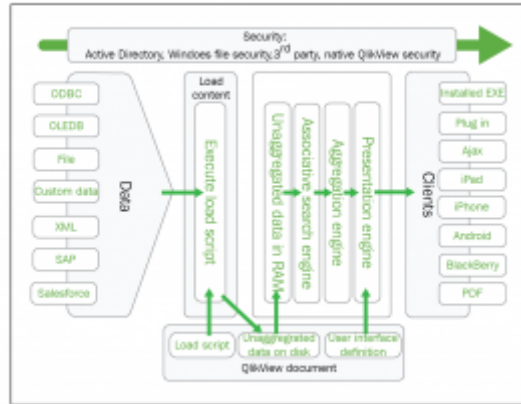 Security:
Active Directory, Windoes file security,3rd party, native QlikView security
ODBC
OLEDB
File
Custom data
XML
SAP
Salesforce
Data
Load
content
Execute load script
Unaggregated data in RAM
Associative search engine
Aggregation engine
Presentation engine
Clients
Installed EXE
Plug in
Ajax
iPad
iPhone
Android
BlackBerry
PDF
Load script
Unaggregrated
data on disk
User interface
definition
QlikView document